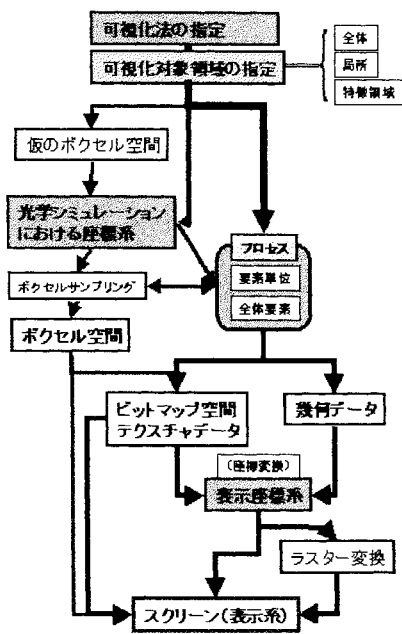 可視化法の指定
可視化対象領域の指定
全体
局所
特徴領域
仮のボクセル空間
光学シミュレーション
における座標系
プロセス
要素単位
全体要素
ボクセルサンプリング
ボクセル空間
ビットマップ空間
テクスチャデータ
幾何データ
(座標変換)
表示座標系
ラスター変換
スクリーン(表示系)